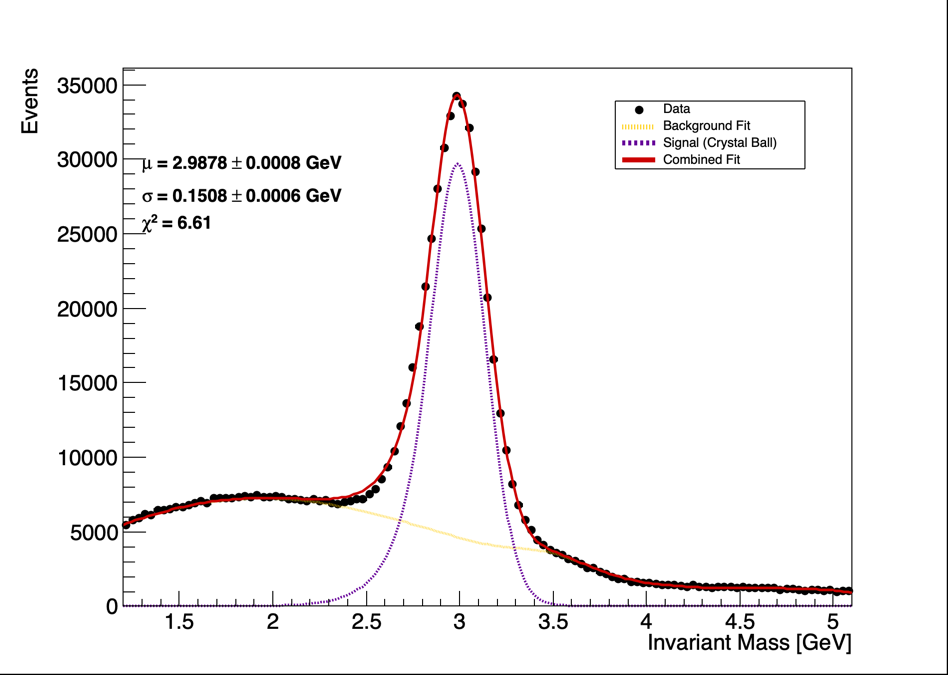 Events
35000
30000
25000
20000
15000
10000
5000
0
μ = 2.9878 ± 0.0008 GeV
σ = 0.1508 ± 0.0006 GeV
χ² = 6.61
Data
Background Fit
Signal (Crystal Ball)
Combined Fit
1.5 2 2.5 3 3.5 4 4.5 5
Invariant Mass [GeV]